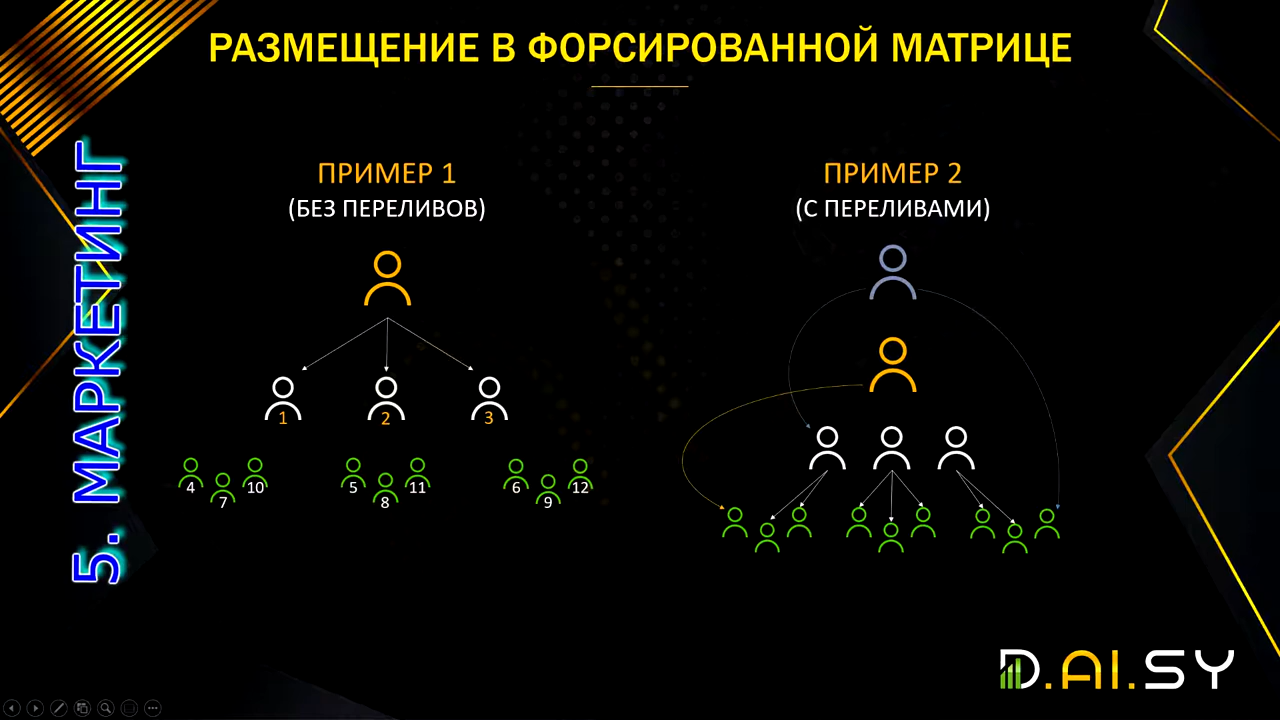 РАЗМЕЩЕНИЕ В ФОРСИРОВАННОЙ МАТРИЦЕ
5. МАРКЕТИНГ
ПРИМЕР 1
(БЕЗ ПЕРЕЛИВОВ)
1 2 3
4 7 10 5 8 11 6 9 12
ПРИМЕР 2
(С ПЕРЕЛИВАМИ)
D.AI.SY